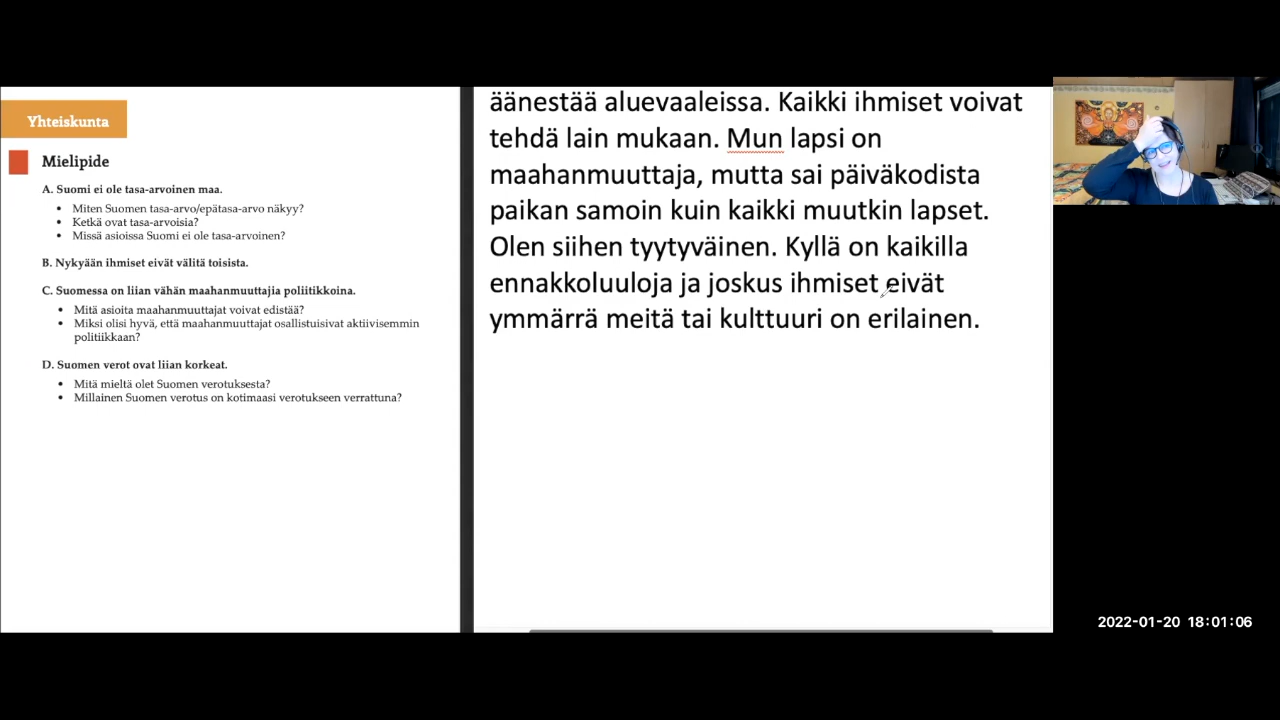 Yhteiskunta
Mielipide
A. Suomi ei ole tasa-arvoinen maa.
• Miten Suomen tasa-arvo/epätasa-arvo näkyy?
• Ketkä ovat tasa-arvoisia?
• Missä asioissa Suomi ei ole tasa-arvoinen?
B. Nykyään ihmiset eivät välitä toisista.
C. Suomessa on liian vähän maahanmuuttajia poliitikkoina.
• Mitä asioita maahanmuuttajat voivat edistää?
• Miksi olisi hyvä, että maahanmuuttajat osallistuisivat aktiivisemmin
politiikkaan?
D. Suomen verot ovat liian korkeat.
• Mitä mieltä olet Suomen verotuksesta?
• Millainen Suomen verotus on kotimaasi verotukseen verrattuna?
äänestää aluevaaleissa. Kaikki ihmiset voivat
tehdä lain mukaan. Mun lapsi on
maahanmuuttaja, mutta sai päiväkodista
paikan samoin kuin kaikki muutkin lapset.
Olen siihen tyytyväinen. Kyllä on kaikilla
ennakkoluuloja ja joskus ihmiset eivät
ymmärrä meitä tai kulttuuri on erilainen.
2022-01-20 18:01:06